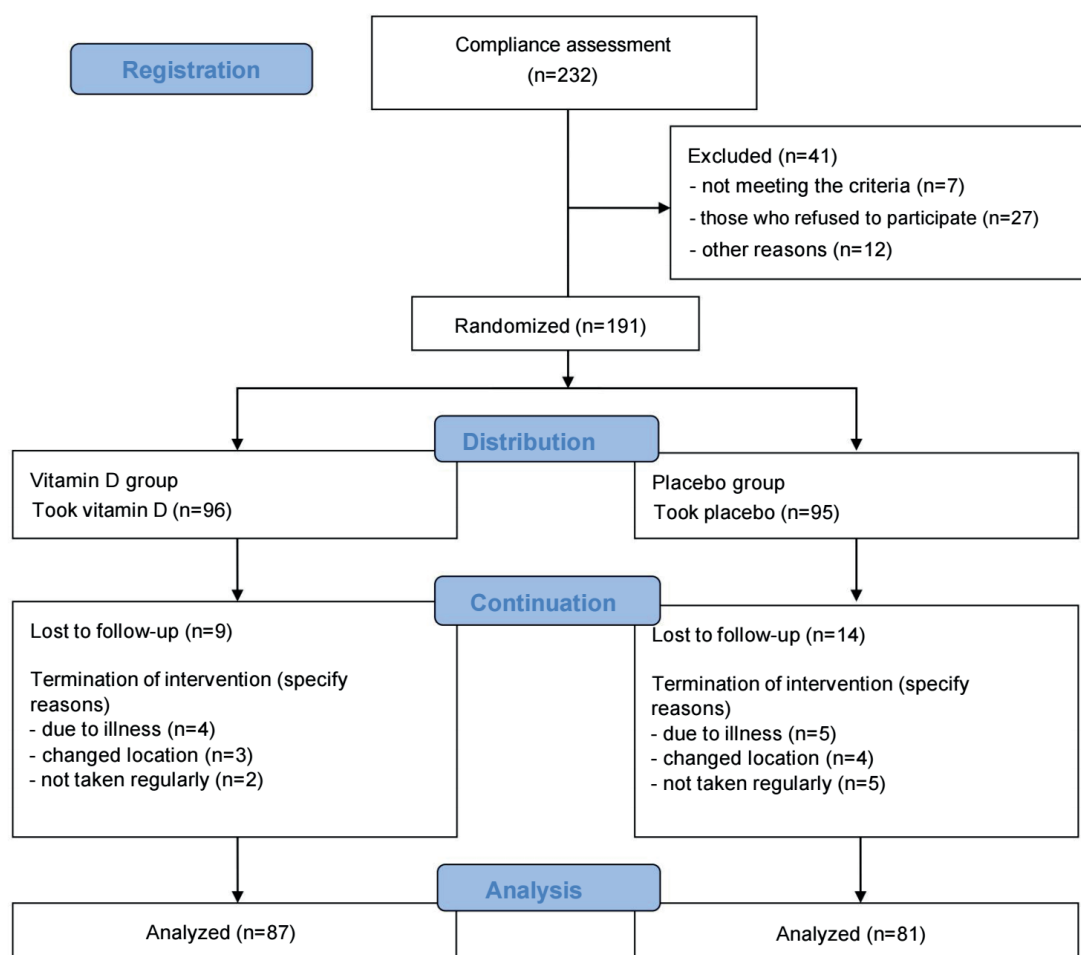 Registration
Compliance assessment
(n=232)
Excluded (n=41)
- not meeting the criteria (n=7)
- those who refused to participate (n=27)
- other reasons (n=12)
Randomized (n=191)
Distribution
Vitamin D group
Took vitamin D (n=96)
Placebo group
Took placebo (n=95)
Continuation
Lost to follow-up (n=9)
Termination of intervention (specify
reasons)
- due to illness (n=4)
- changed location (n=3)
- not taken regularly (n=2)
Lost to follow-up (n=14)
Termination of intervention (specify
reasons)
- due to illness (n=5)
- changed location (n=4)
- not taken regularly (n=5)
Analysis
Analyzed (n=87)
Analyzed (n=81)